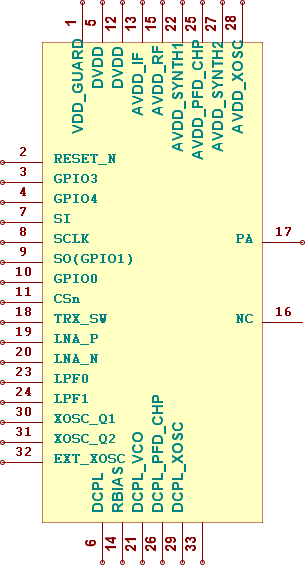 1 VDD_GUARD
5 DVDD
12 DVDD
13 AVDD_IF
15 AVDD_RF
22 AVDD_SYNTH1
25 AVDD_PFD_CHP
27 AVDD_SYNTH2
28 AVDD_XOSC
2 RESET_N
3 GPIO3
4 GPIO4
7 SI
8 SCLK
9 SO(GPIO1)
10 GPIO0
11 CSn
18 TRX_SW
19 LNA_P
20 LNA_N
23 LPF0
24 LPF1
30 XOSC_Q1
31 XOSC_Q2
32 EXT_XOSC
PA 17
NC 16
6 DCPL
14 RBIAS
21 DCPL_VCO
26 DCPL_PFD_CHP
29 DCPL_XOSC
33